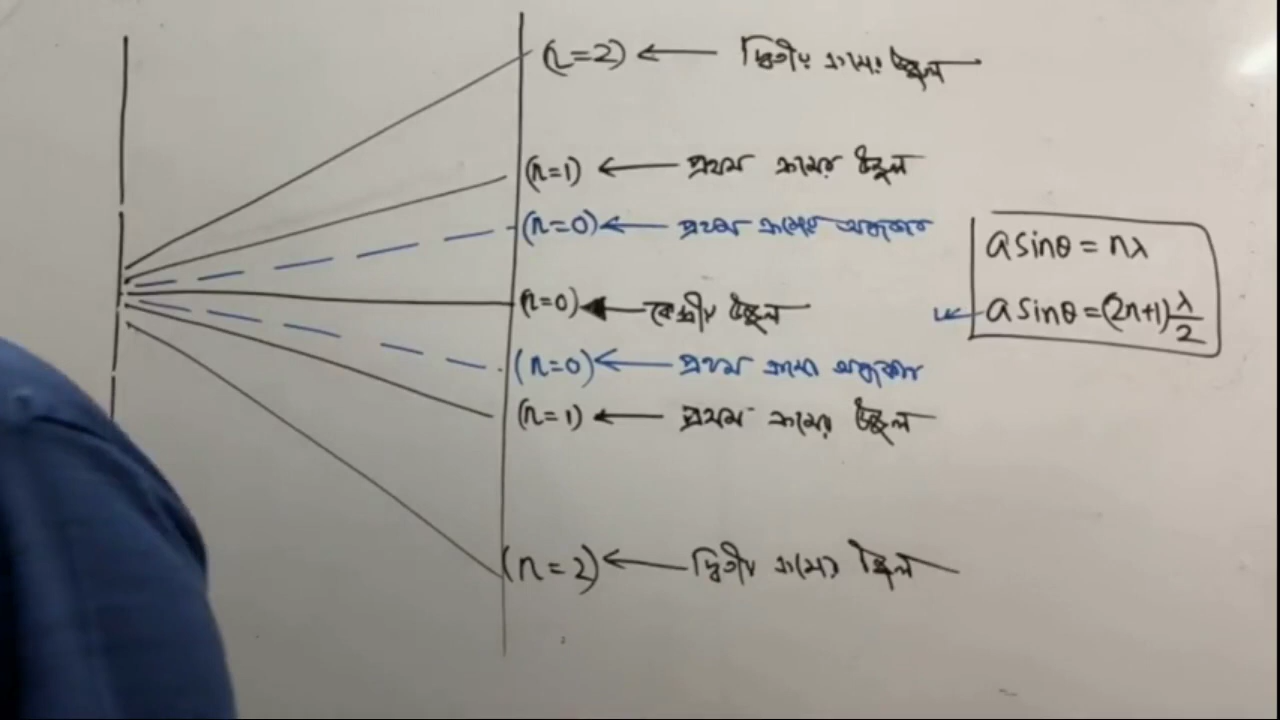 (n=2) ← দ্বিতীয় ক্রমের উজ্জ্বল
(n=1) ← প্রথম ক্রমের উজ্জ্বল
(n=0) ← প্রথম ক্রমের অন্ধকার
(n=0) ← কেন্দ্রীয় উজ্জ্বল
(n=0) ← প্রথম ক্রমের অন্ধকার
(n=1) ← প্রথম ক্রমের উজ্জ্বল
(n=2) ← দ্বিতীয় ক্রমের উজ্জ্বল
a sinθ = nλ
a sinθ = (2n+1) λ/2